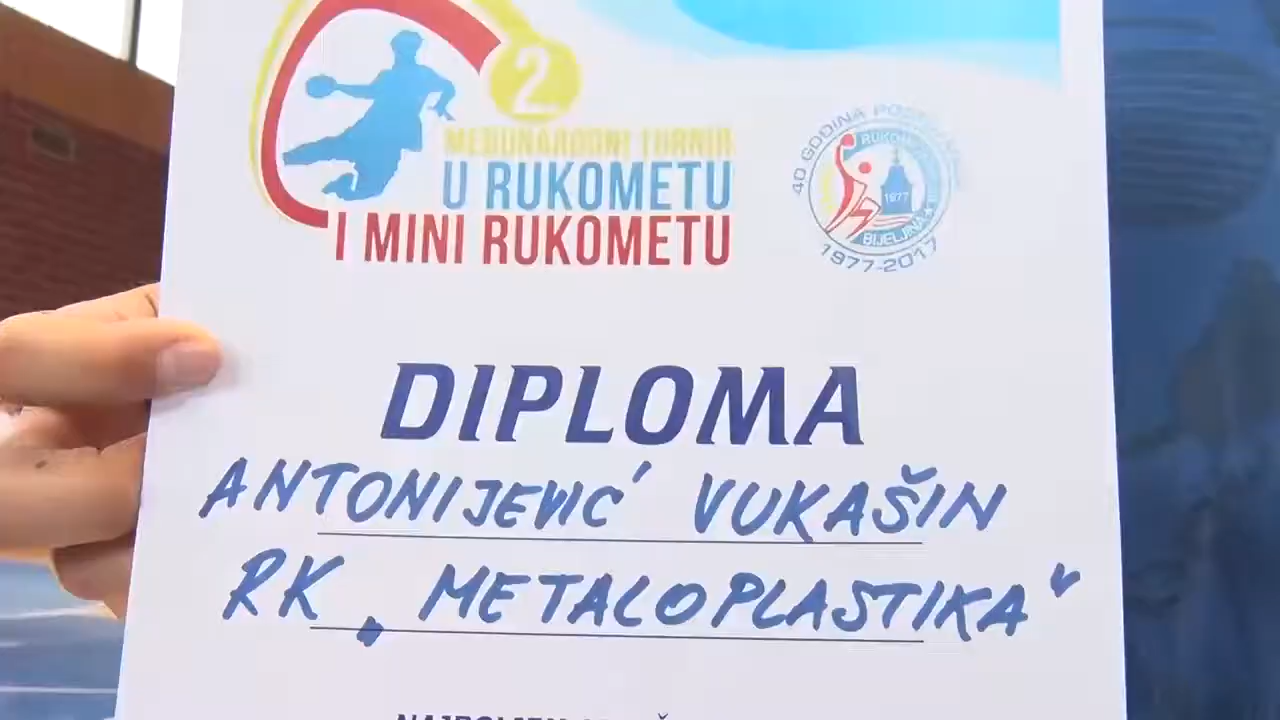 2
MEĐUNARODNI TURNIR
U RUKOMETU
I MINI RUKOMETU
40 GODINA
1977
BIJELJINA
1977-2017
DIPLOMA
ANTONIJEVIĆ VUKAŠIN
RK „METALOPLASTIKA"